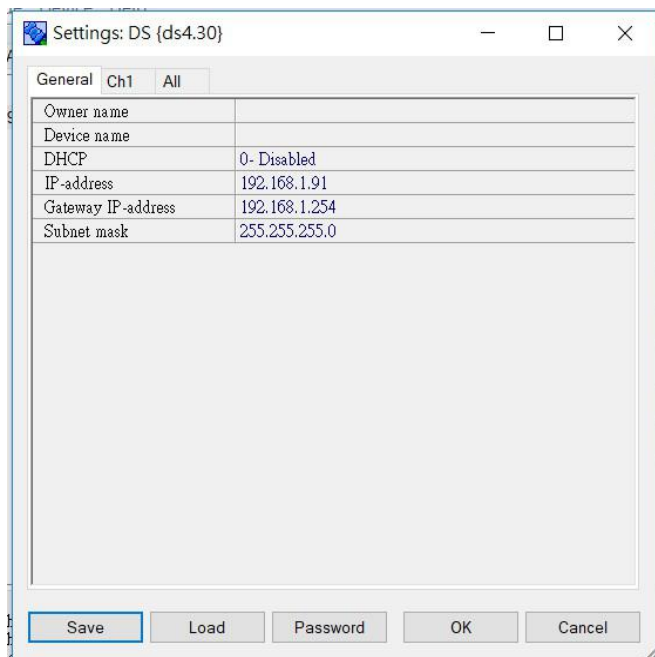 Settings: DS {ds4.30}
General Ch1 All
Owner name
Device name
DHCP 0- Disabled
IP-address 192.168.1.91
Gateway IP-address 192.168.1.254
Subnet mask 255.255.255.0
Save Load Password OK Cancel